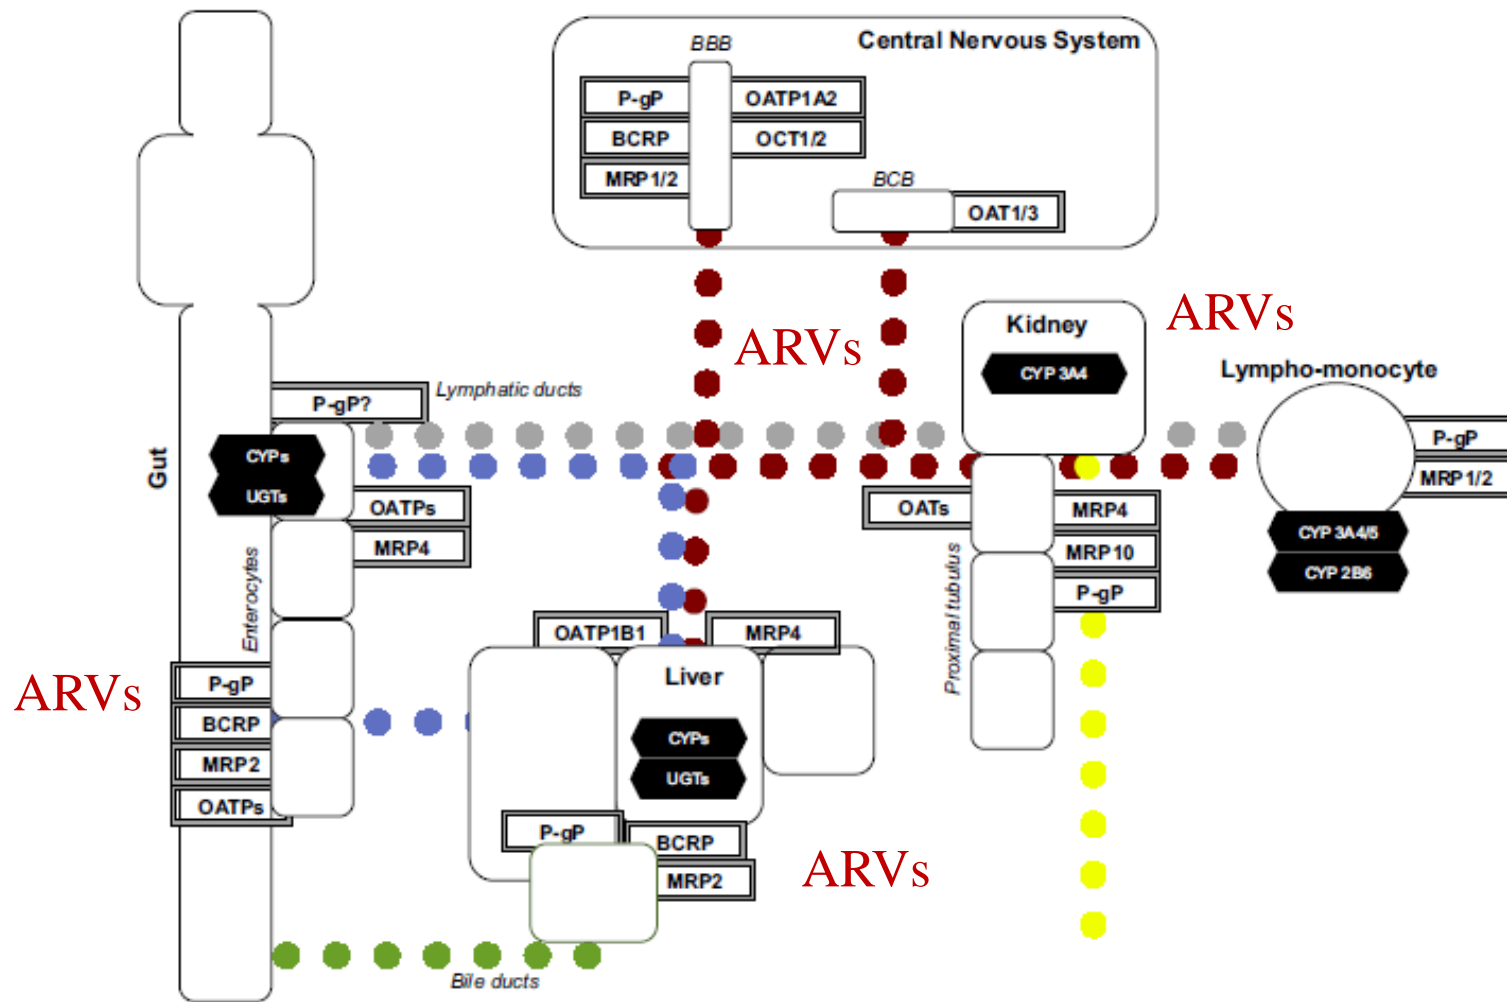 BBB
Central Nervous System
P-gP
OATP1A2
BCRP
OCT1/2
MRP1/2
BCB
OAT1/3
ARVs
Kidney
ARVs
CYP 3A4
Lympho-monocyte
P-gP?
Lymphatic ducts
P-gP
MRP1/2
Gut
CYPs
UGTs
OATPs
MRP4
OATs
MRP4
MRP10
P-gP
CYP 3A4/5
CYP 2B6
Enterocytes
Proximal tubulus
OATP1B1
MRP4
Liver
ARVs
P-gP
BCRP
MRP2
OATPs
CYPs
UGTs
P-gP
BCRP
MRP2
ARVs
Bile ducts